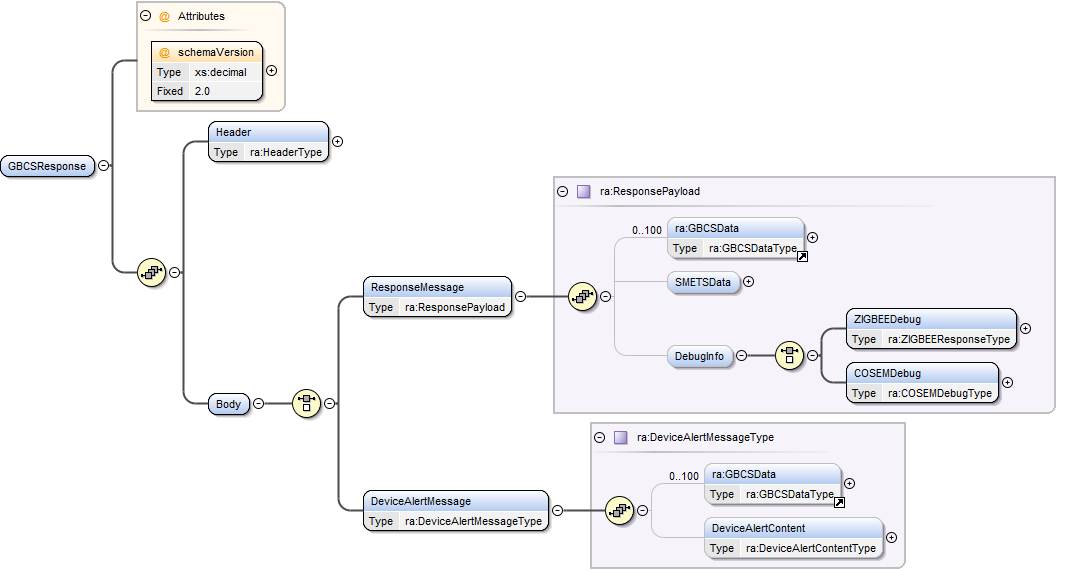 @ Attributes
@ schemaVersion
Type xs:decimal
Fixed 2.0
GBCSResponse
Header
Type ra:HeaderType
ra:ResponsePayload
0..100
ra:GBCSData
Type ra:GBCSDataType
SMETSData
ResponseMessage
Type ra:ResponsePayload
DebugInfo
ZIGBEEDebug
Type ra:ZIGBEEResponseType
COSEMDebug
Type ra:COSEMDebugType
Body
ra:DeviceAlertMessageType
0..100
ra:GBCSData
Type ra:GBCSDataType
DeviceAlertMessage
Type ra:DeviceAlertMessageType
DeviceAlertContent
Type ra:DeviceAlertContentType